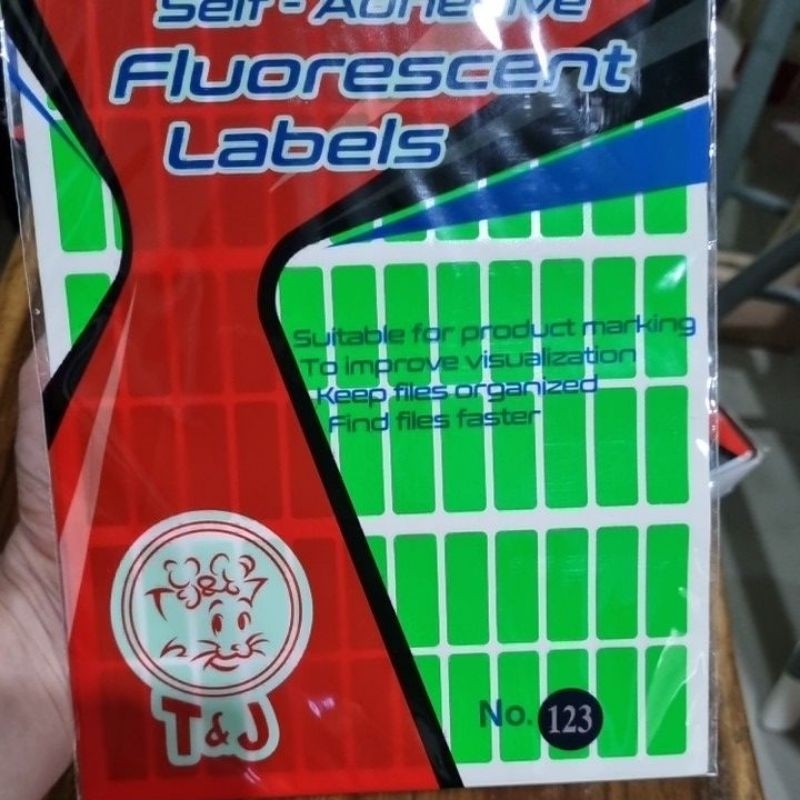 Self - Adhesive
Fluorescent
Labels
Suitable for product marking
To improve visualization
Keep files organized
Find files faster
T&J
No. 123